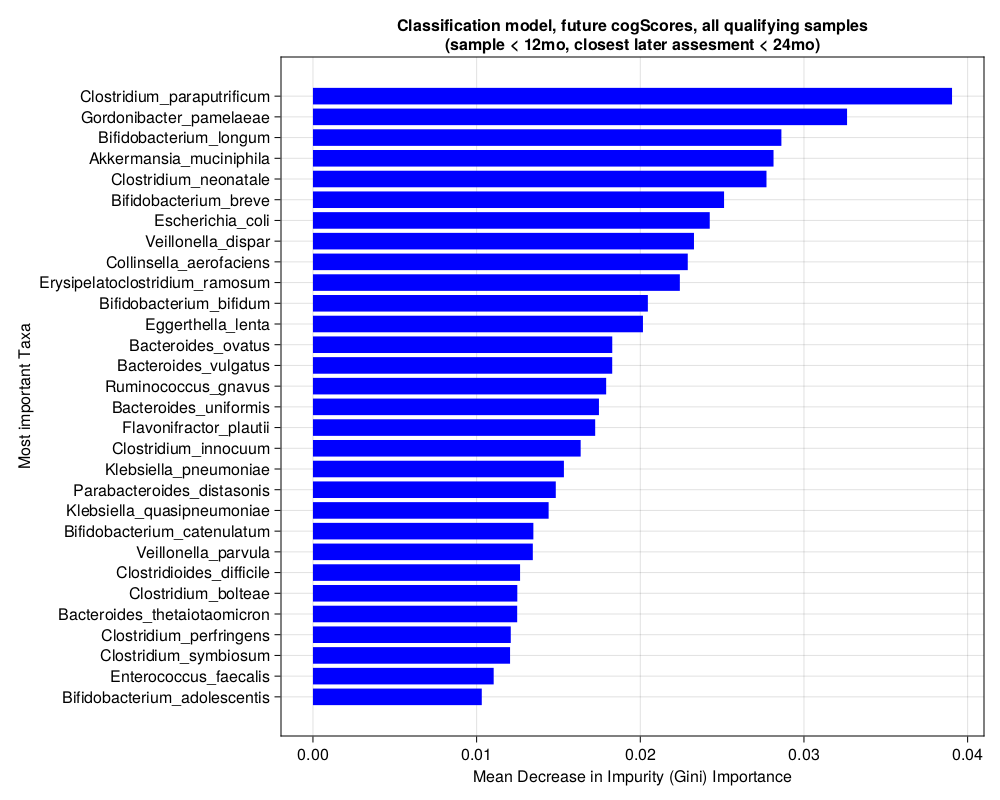 Classification model, future cogScores, all qualifying samples
(sample < 12mo, closest later assesment < 24mo)
Most important Taxa
Clostridium_paraputrificum
Gordonibacter_pamelaeae
Bifidobacterium_longum
Akkermansia_muciniphila
Clostridium_neonatale
Bifidobacterium_breve
Escherichia_coli
Veillonella_dispar
Collinsella_aerofaciens
Erysipelatoclostridium_ramosum
Bifidobacterium_bifidum
Eggerthella_lenta
Bacteroides_ovatus
Bacteroides_vulgatus
Ruminococcus_gnavus
Bacteroides_uniformis
Flavonifractor_plautii
Clostridium_innocuum
Klebsiella_pneumoniae
Parabacteroides_distasonis
Klebsiella_quasipneumoniae
Bifidobacterium_catenulatum
Veillonella_parvula
Clostridioides_difficile
Clostridium_bolteae
Bacteroides_thetaiotaomicron
Clostridium_perfringens
Clostridium_symbiosum
Enterococcus_faecalis
Bifidobacterium_adolescentis
0.00 0.01 0.02 0.03 0.04
Mean Decrease in Impurity (Gini) Importance